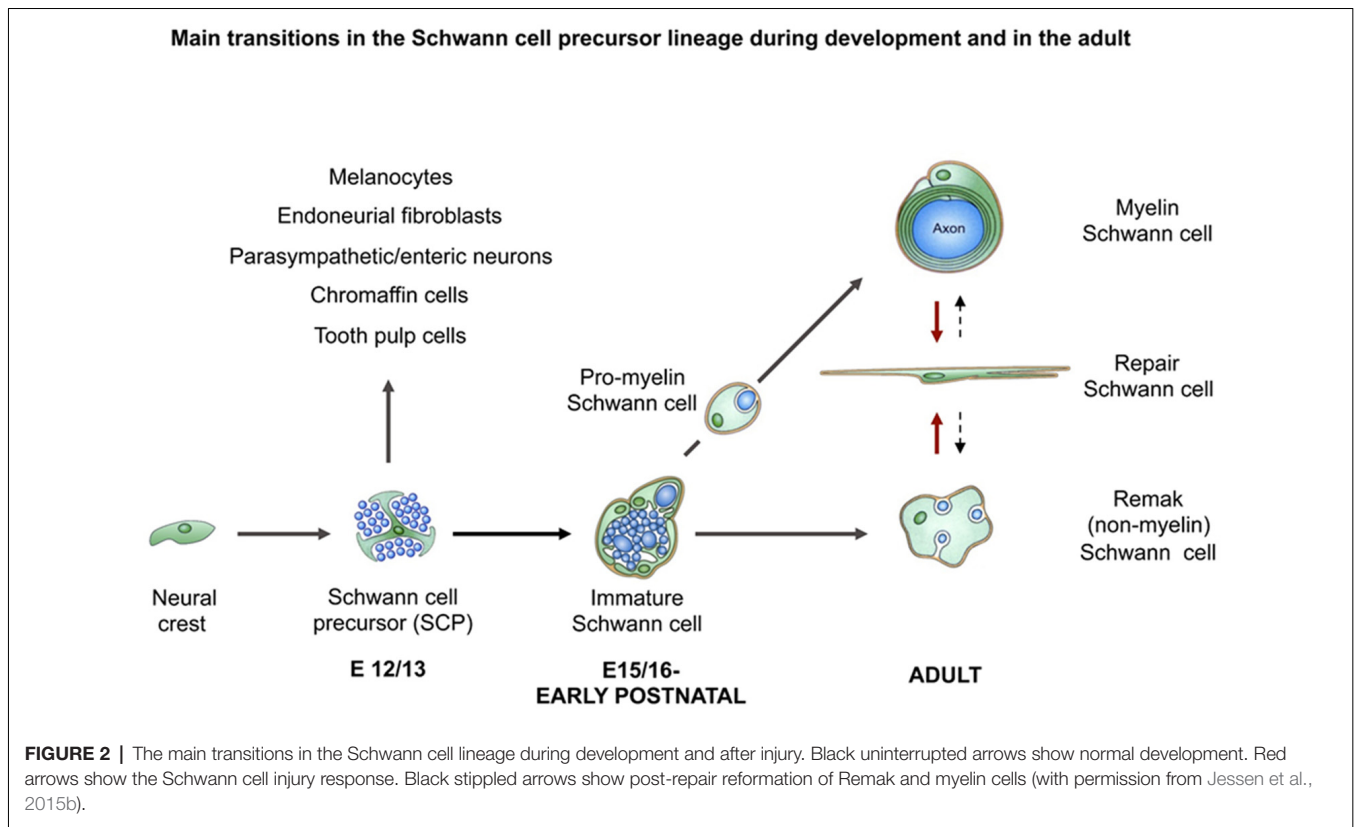 Main transitions in the Schwann cell precursor lineage during development and in the adult
Melanocytes
Endoneurial fibroblasts
Parasympathetic/enteric neurons
Chromaffin cells
Tooth pulp cells
Axon
Myelin
Schwann cell
Pro-myelin
Schwann cell
Repair
Schwann cell
Remak
(non-myelin)
Schwann cell
Neural
crest
Schwann cell
precursor (SCP)
Immature
Schwann cell
E 12/13
E15/16-
EARLY POSTNATAL
ADULT
FIGURE 2 | The main transitions in the Schwann cell lineage during development and after injury. Black uninterrupted arrows show normal development. Red
arrows show the Schwann cell injury response. Black stippled arrows show post-repair reformation of Remak and myelin cells (with permission from Jessen et al.,
2015b).